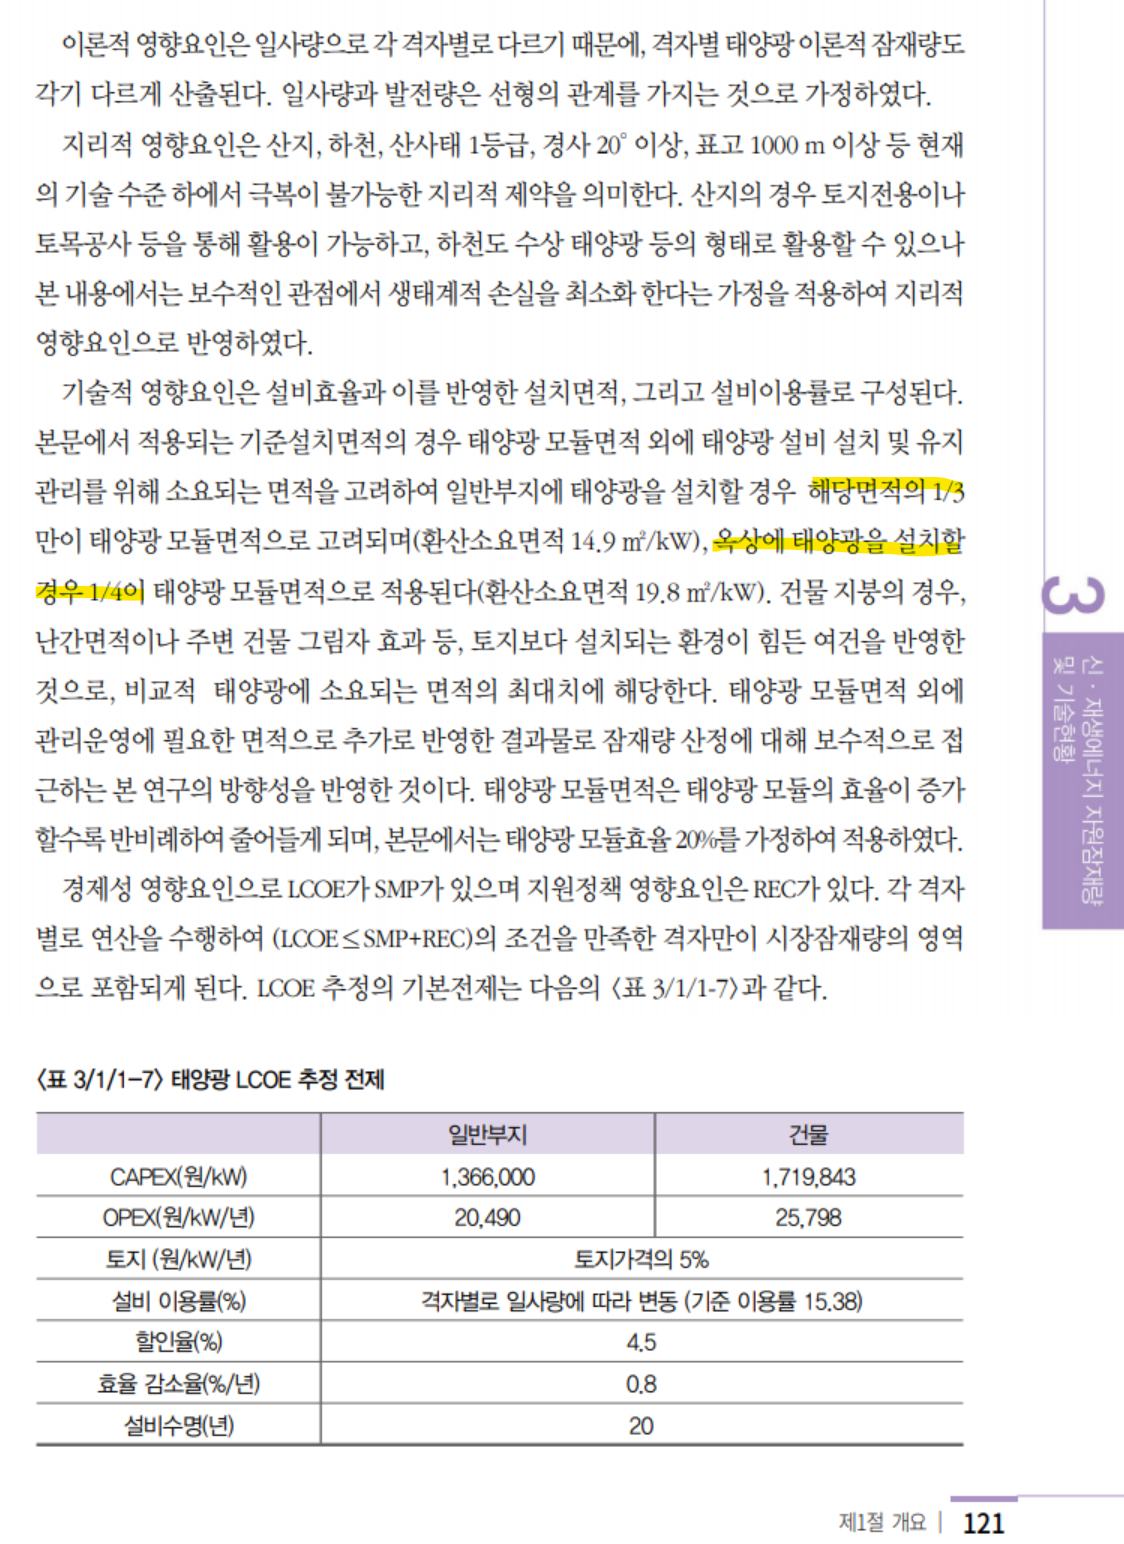 이론적 영향요인은 일사량으로 각 격자별로 다르기 때문에, 격자별 태양광 이론적 잠재량도
각기 다르게 산출된다. 일사량과 발전량은 선형의 관계를 가지는 것으로 가정하였다.
지리적 영향요인은 산지, 하천, 산사태 1등급, 경사 20° 이상, 표고 1000 m 이상 등 현재
의 기술 수준 하에서 극복이 불가능한 지리적 제약을 의미한다. 산지의 경우 토지전용이나
토목공사 등을 통해 활용이 가능하고, 하천도 수상 태양광 등의 형태로 활용할 수 있으나
본 내용에서는 보수적인 관점에서 생태계적 손실을 최소화 한다는 가정을 적용하여 지리적
영향요인으로 반영하였다.
기술적 영향요인은 설비효율과 이를 반영한 설치면적, 그리고 설비이용률로 구성된다.
본문에서 적용되는 기준설치면적의 경우 태양광 모듈면적 외에 태양광 설비 설치 및 유지
관리를 위해 소요되는 면적을 고려하여 일반부지에 태양광을 설치할 경우 해당면적의 1/3
만이 태양광 모듈면적으로 고려되며(환산소요면적 14.9 ㎡/kW), 옥상에 태양광을 설치할
경우 1/4이 태양광 모듈면적으로 적용된다(환산소요면적 19.8 ㎡/kW). 건물 지붕의 경우,
난간면적이나 주변 건물 그림자 효과 등, 토지보다 설치되는 환경이 힘든 여건을 반영한
것으로, 비교적 태양광에 소요되는 면적의 최대치에 해당한다. 태양광 모듈면적 외에
관리운영에 필요한 면적으로 추가로 반영한 결과물로 잠재량 산정에 대해 보수적으로 접
근하는 본 연구의 방향성을 반영한 것이다. 태양광 모듈면적은 태양광 모듈의 효율이 증가
할수록 반비례하여 줄어들게 되며, 본문에서는 태양광 모듈효율 20%를 가정하여 적용하였다.
경제성 영향요인으로 LCOE가 SMP가 있으며 지원정책 영향요인은 REC가 있다. 각 격자
별로 연산을 수행하여 (LCOE≤SMP+REC)의 조건을 만족한 격자만이 시장잠재량의 영역
으로 포함되게 된다. LCOE 추정의 기본전제는 다음의 〈표 3/1/1-7〉과 같다.
〈표 3/1/1-7〉 태양광 LCOE 추정 전제
일반부지 건물
CAPEX(원/kW) 1,366,000 1,719,843
OPEX(원/kW/년) 20,490 25,798
토지 (원/kW/년) 토지가격의 5%
설비 이용률(%) 격자별로 일사량에 따라 변동 (기준 이용률 15.38)
할인율(%) 4.5
효율 감소율(%/년) 0.8
설비수명(년) 20
3
신·재생에너지 자원잠재량
및 기술현황
제1절 개요 | 121